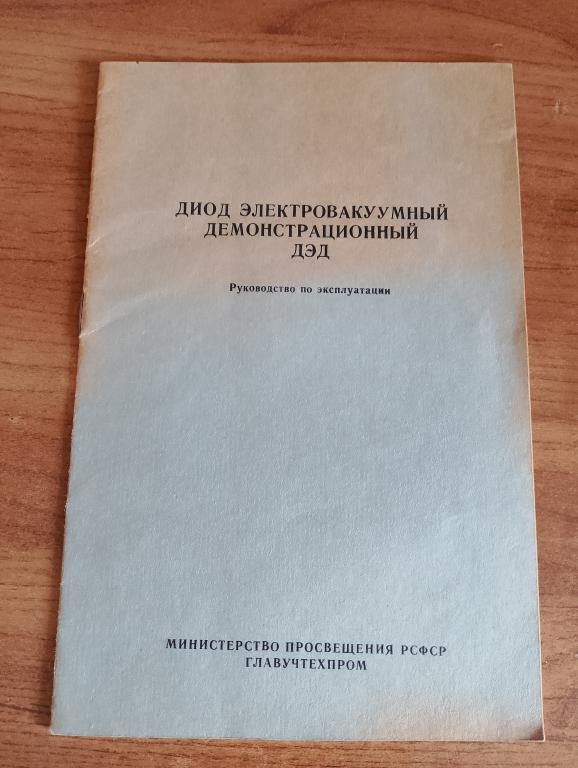 ДИОД ЭЛЕКТРОВАКУУМНЫЙ
ДЕМОНСТРАЦИОННЫЙ
ДЭД
Руководство по эксплуатации
МИНИСТЕРСТВО ПРОСВЕЩЕНИЯ РСФСР
ГЛАВУЧТЕХПРОМ